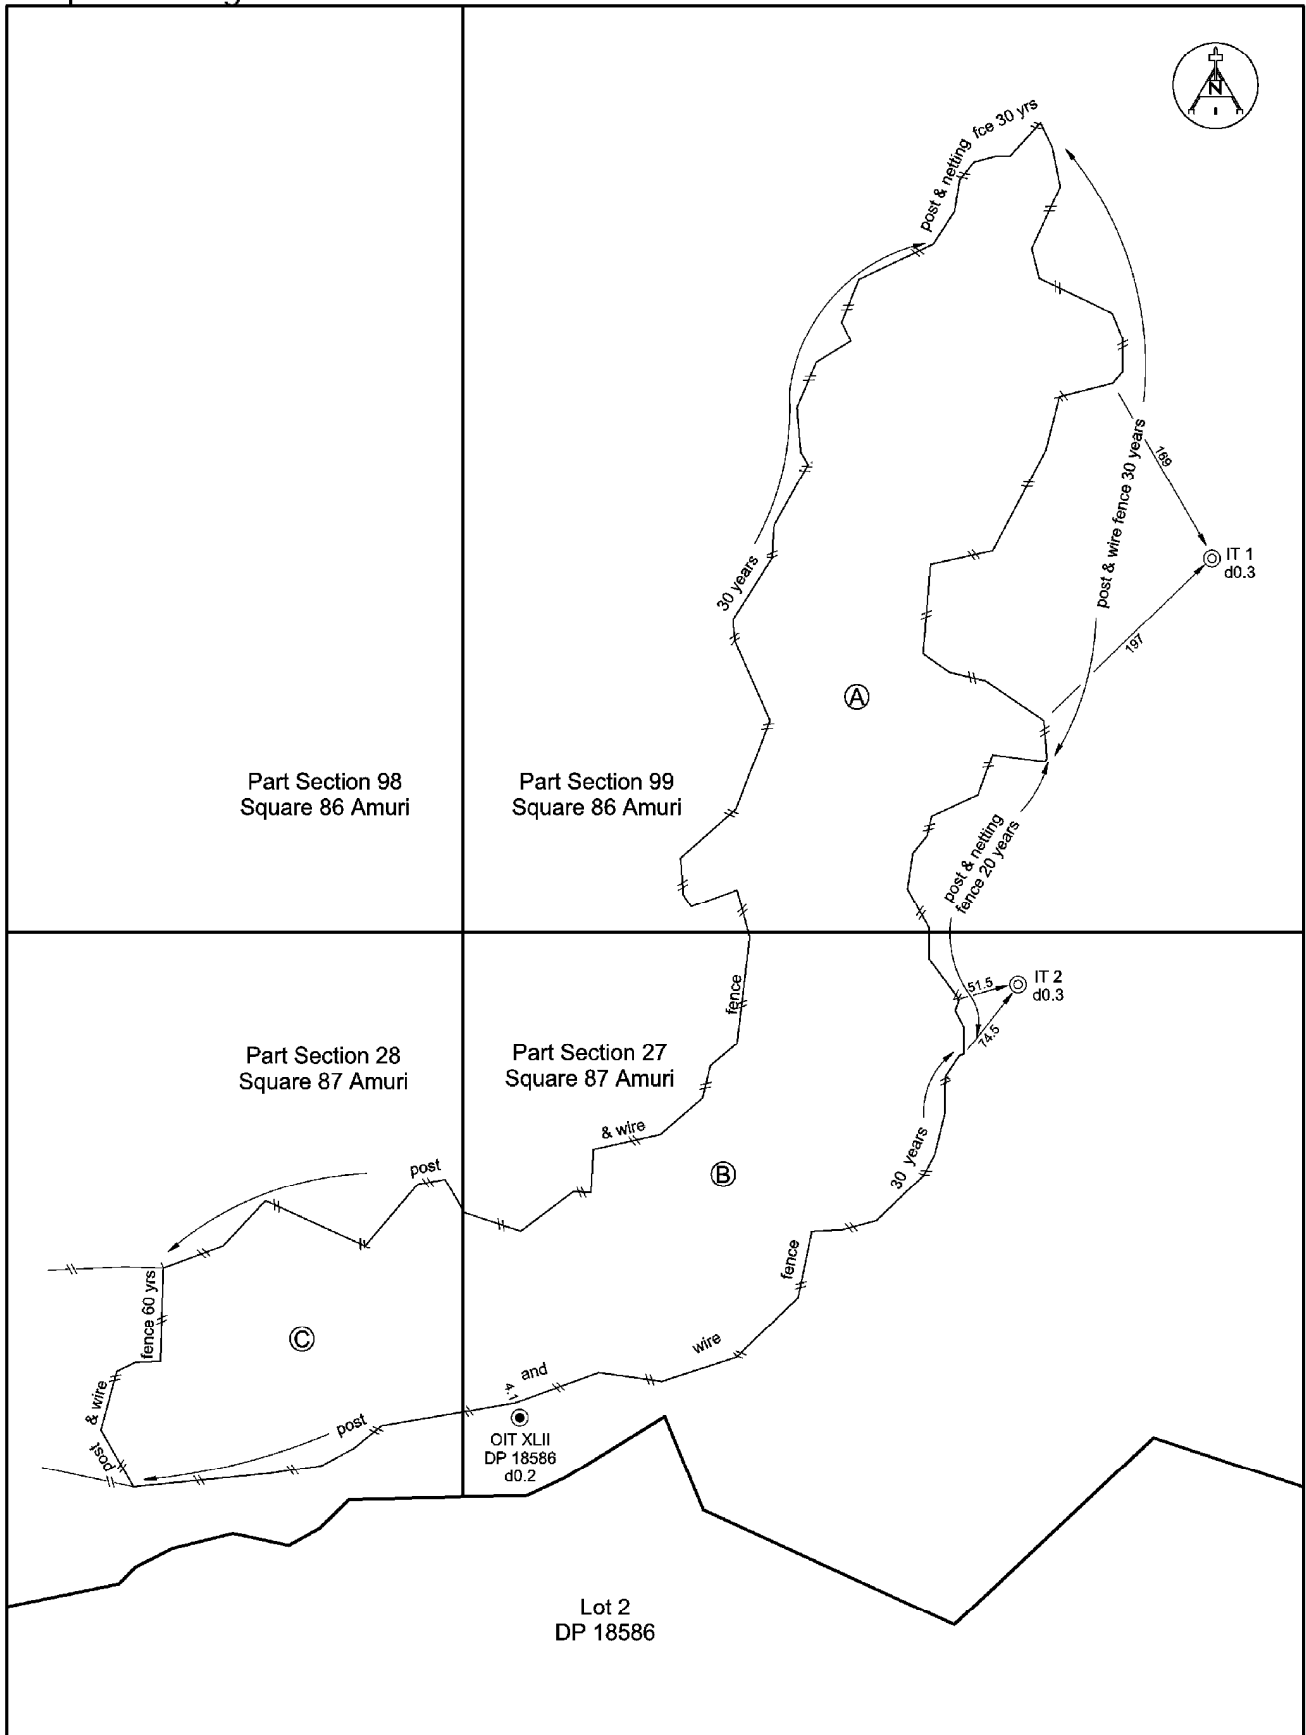 N
post & netting fce 30 yrs
30 years
post & wire fence 30 years
169
IT 1
d0.3
197
A
Part Section 98
Square 86 Amuri
Part Section 99
Square 86 Amuri
post & netting
fence 20 years
fence
51.5
IT 2
d0.3
74.5
Part Section 28
Square 87 Amuri
Part Section 27
Square 87 Amuri
& wire
post
B
30 years
fence
fence 60 yrs
C
wire
and
4.1
& wire
post
post
OIT XLII
DP 18586
d0.2
Lot 2
DP 18586